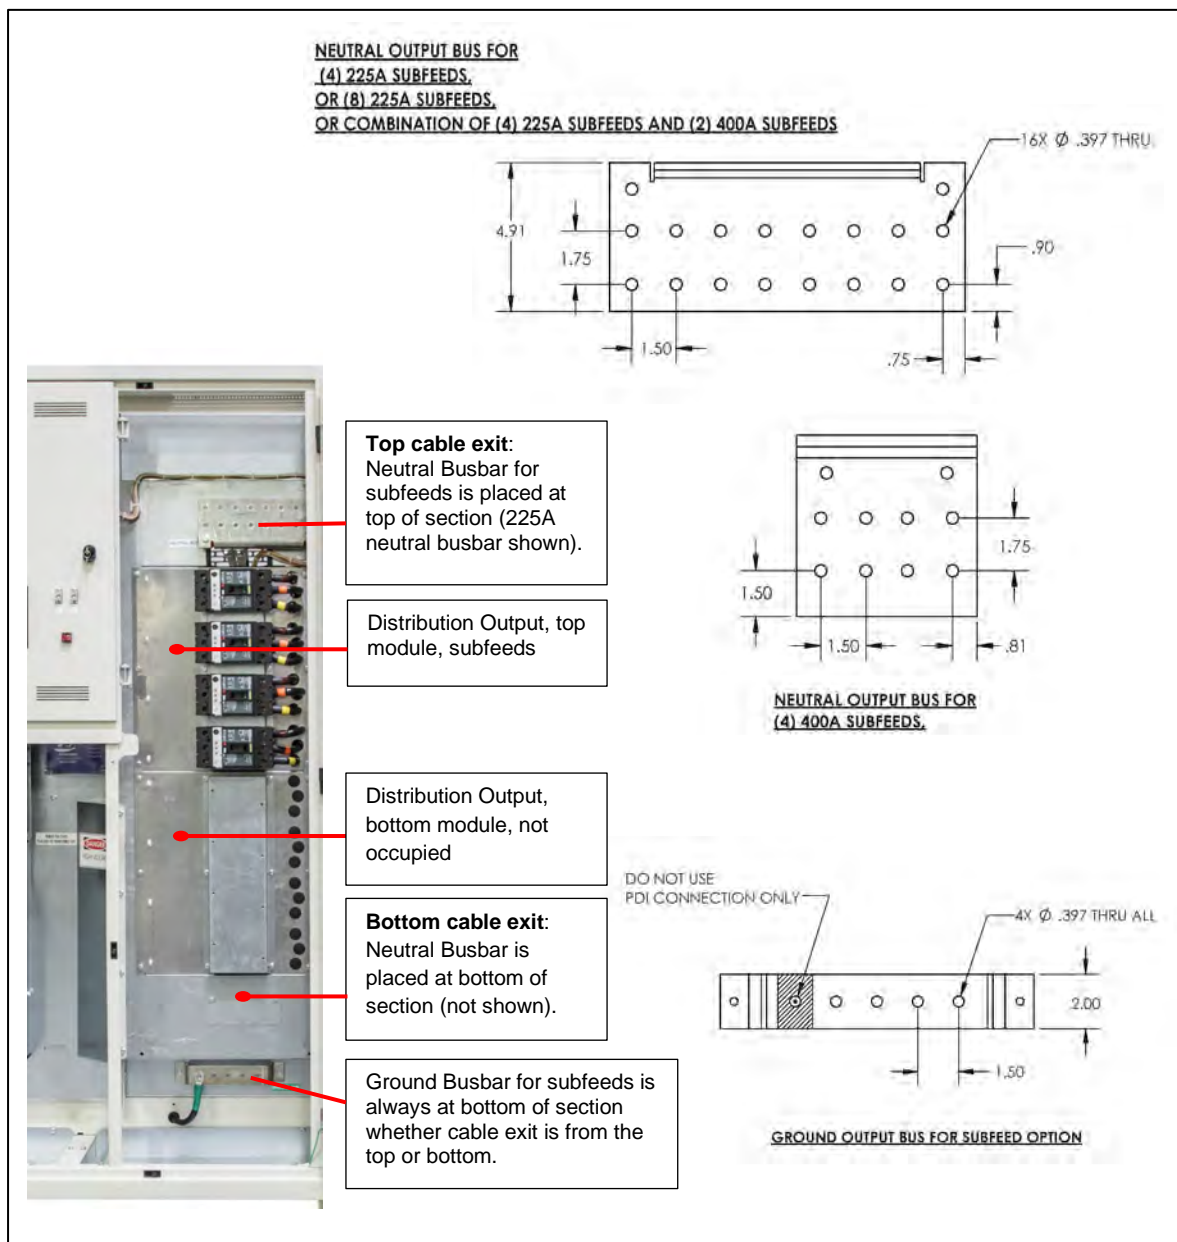 NEUTRAL OUTPUT BUS FOR
(4) 225A SUBFEEDS,
OR (8) 225A SUBFEEDS,
OR COMBINATION OF (4) 225A SUBFEEDS AND (2) 400A SUBFEEDS
16X Ø .397 THRU
4.91
1.75
.90
1.50
.75
Top cable exit:
Neutral Busbar for
subfeeds is placed at
top of section (225A
neutral busbar shown).
1.75
1.50
1.50
.81
Distribution Output, top
module, subfeeds
NEUTRAL OUTPUT BUS FOR
(4) 400A SUBFEEDS,
Distribution Output,
bottom module, not
occupied
DO NOT USE
PDI CONNECTION ONLY
4X Ø .397 THRU ALL
Bottom cable exit:
Neutral Busbar is
placed at bottom of
section (not shown).
2.00
1.50
Ground Busbar for subfeeds is
always at bottom of section
whether cable exit is from the
top or bottom.
GROUND OUTPUT BUS FOR SUBFEED OPTION